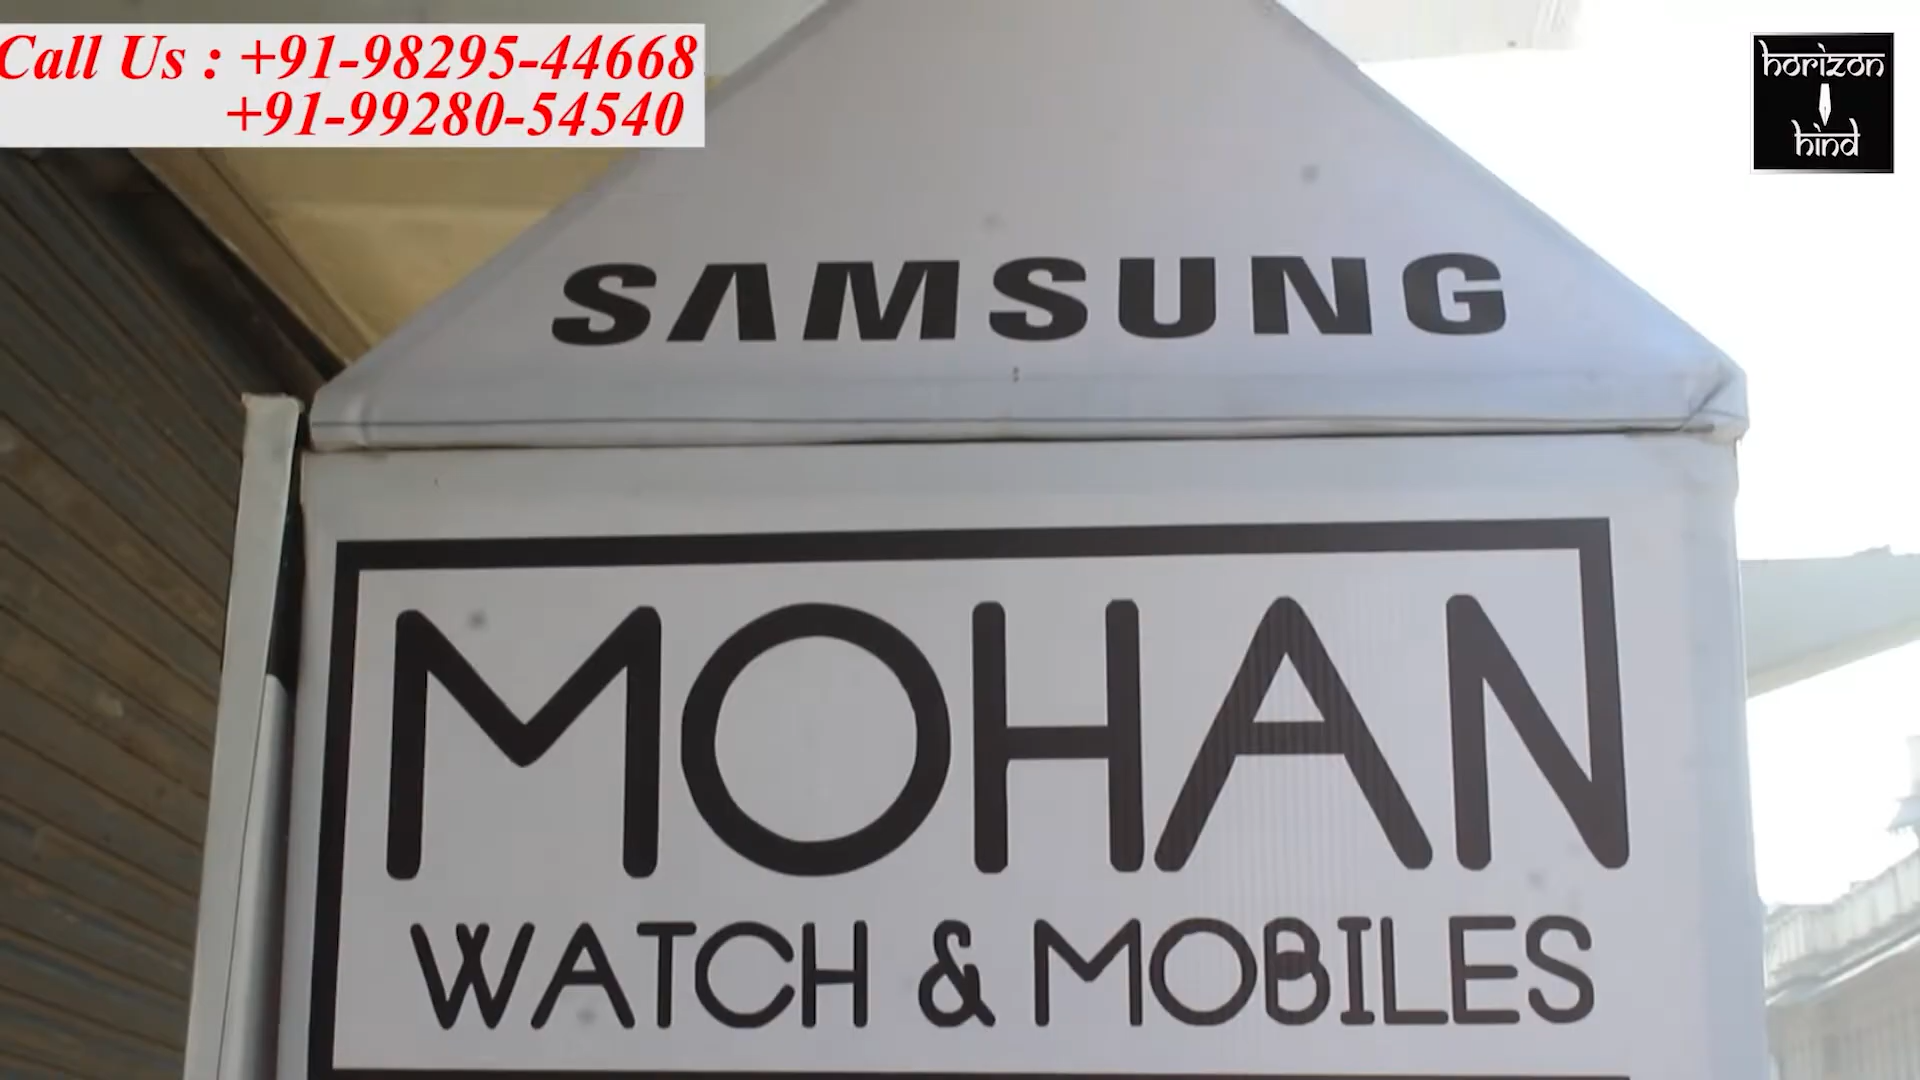 Call Us : +91-98295-44668
+91-99280-54540
horizon
hind
SAMSUNG
MOHAN
WATCH & MOBILES